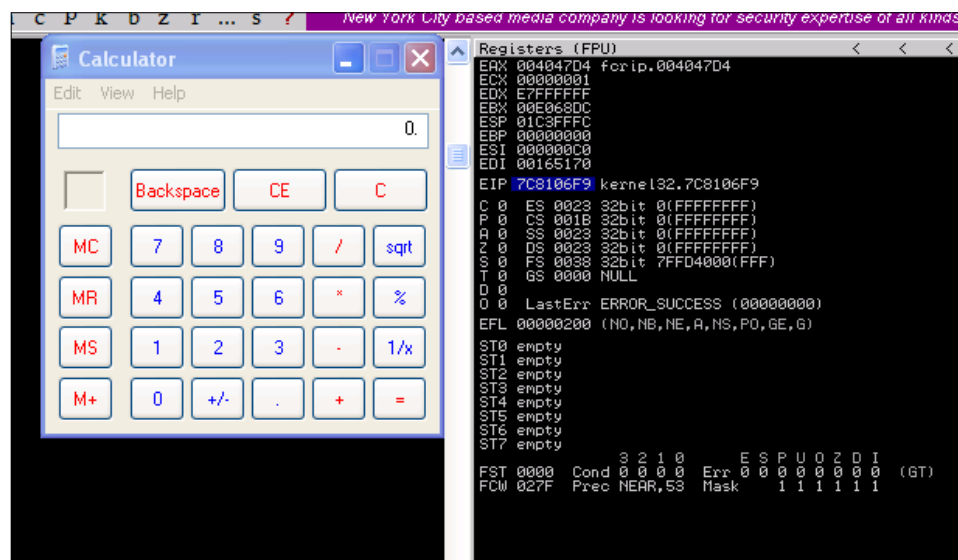 C P K b z r ... s ?
New York City based media company is looking for security expertise of all kinds
Calculator
Edit View Help
0.
Backspace CE C
MC 7 8 9 / sqrt
MR 4 5 6 * %
MS 1 2 3 - 1/x
M+ 0 +/- . + =
Registers (FPU) < < <
EAX 004047D4 fcrip.004047D4
ECX 00000001
EDX E7FFFFFF
EBX 00E068DC
ESP 01C3FFFC
EBP 00000000
ESI 000000C0
EDI 00165170
EIP 7C8106F9 kernel32.7C8106F9
C 0 ES 0023 32bit 0(FFFFFFFF)
P 0 CS 001B 32bit 0(FFFFFFFF)
A 0 SS 0023 32bit 0(FFFFFFFF)
Z 0 DS 0023 32bit 0(FFFFFFFF)
S 0 FS 0038 32bit 7FFD4000(FFF)
T 0 GS 0000 NULL
D 0
O 0 LastErr ERROR_SUCCESS (00000000)
EFL 00000200 (NO,NB,NE,A,NS,PO,GE,G)
ST0 empty
ST1 empty
ST2 empty
ST3 empty
ST4 empty
ST5 empty
ST6 empty
ST7 empty
3 2 1 0 E S P U O Z D I
FST 0000 Cond 0 0 0 0 Err 0 0 0 0 0 0 0 0 (GT)
FCW 027F Prec NEAR,53 Mask 1 1 1 1 1 1